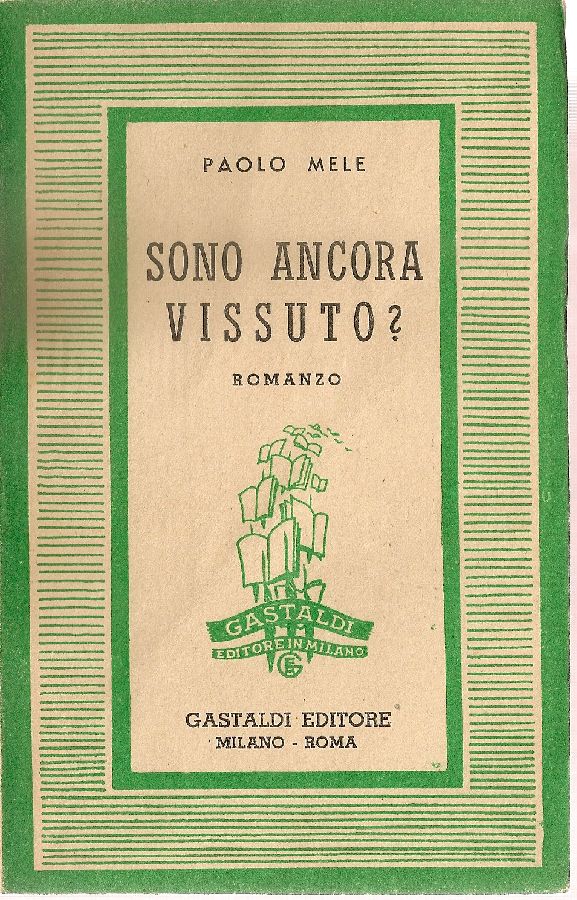 PAOLO MELE
SONO ANCORA
VISSUTO?
ROMANZO
GASTALDI
EDITORE IN MILANO
GASTALDI EDITORE
MILANO - ROMA